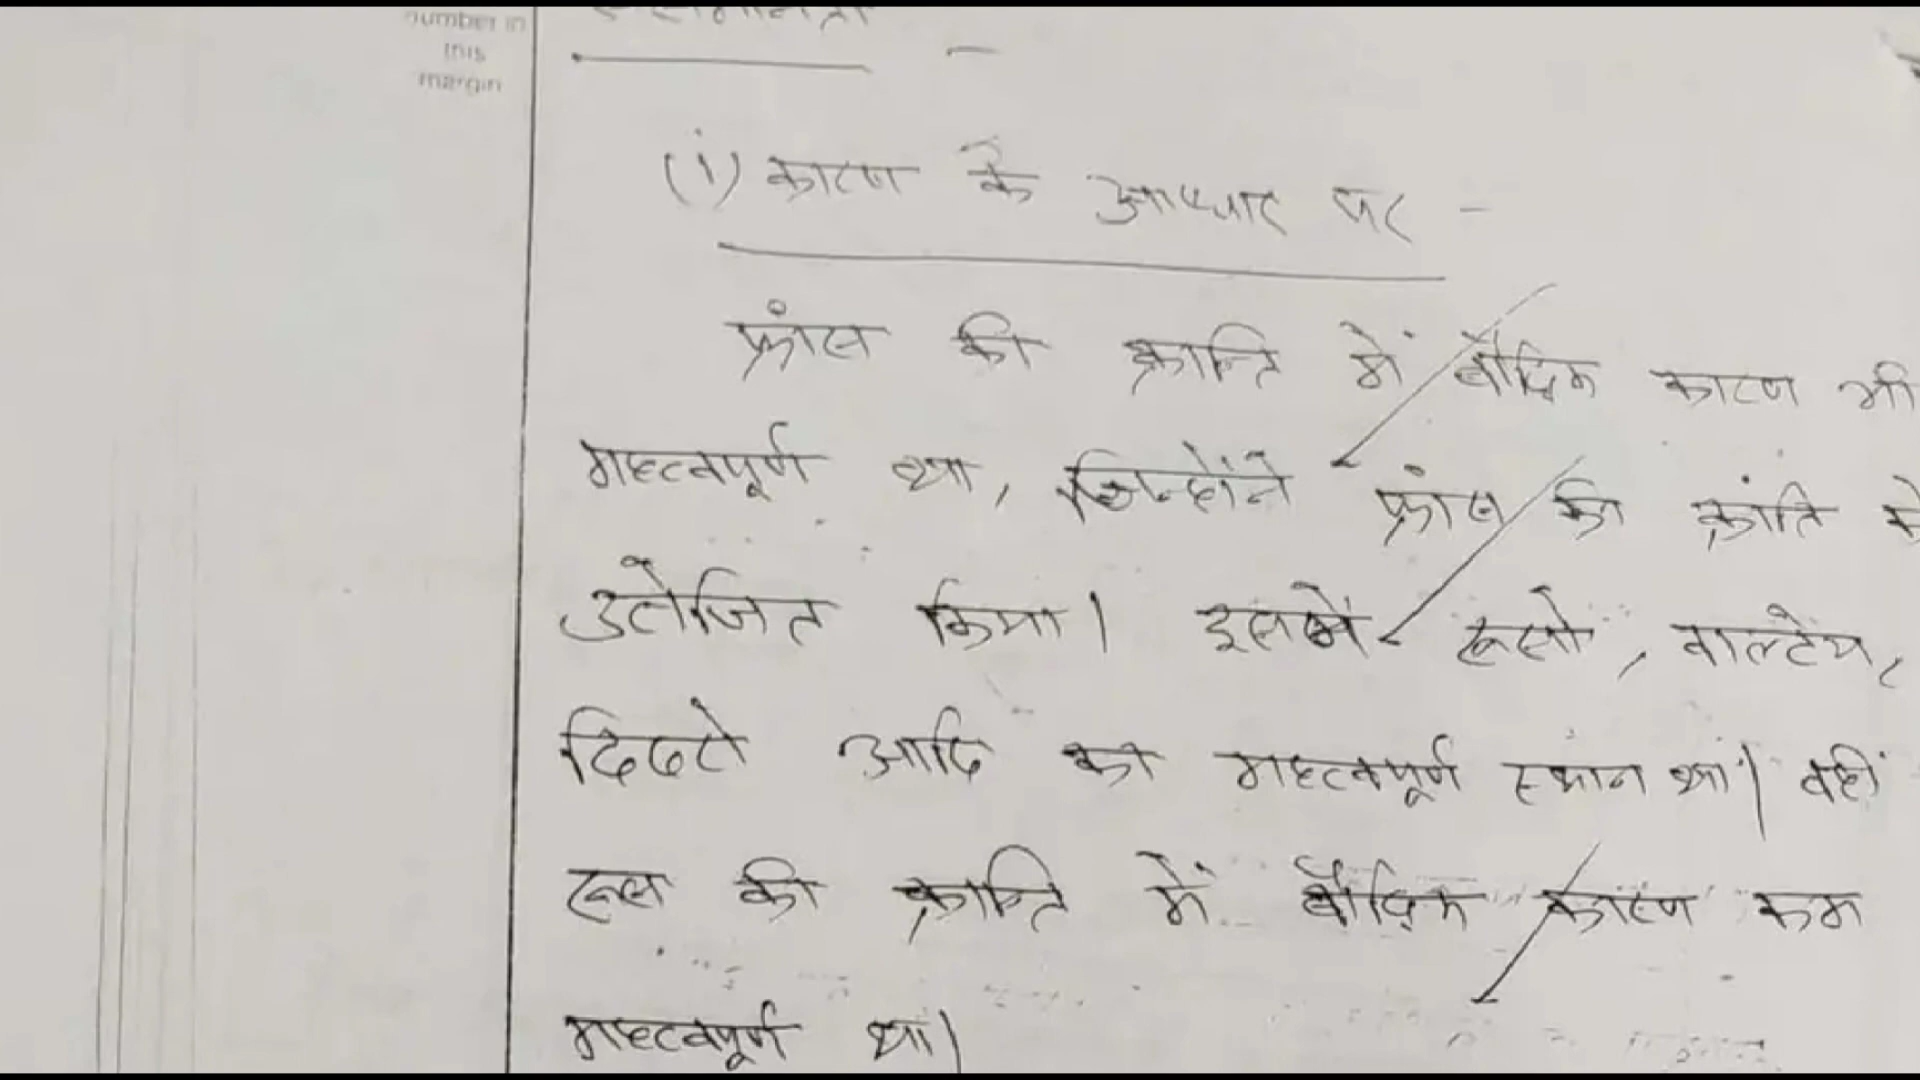 number in
this
margin
(i) कारण के आधार पर -
फ्रांस की क्रान्ति में बौद्धिक कारण भी
महत्वपूर्ण था, जिन्होंने फ्रांस की क्रांति को
उतेजित किया। इसमें रूसो, वाल्टेय,
दिदरो आदि का महत्वपूर्ण स्थान था। वहीं
रूस की क्रान्ति में बौद्धिक कारण कम
महत्वपूर्ण था।